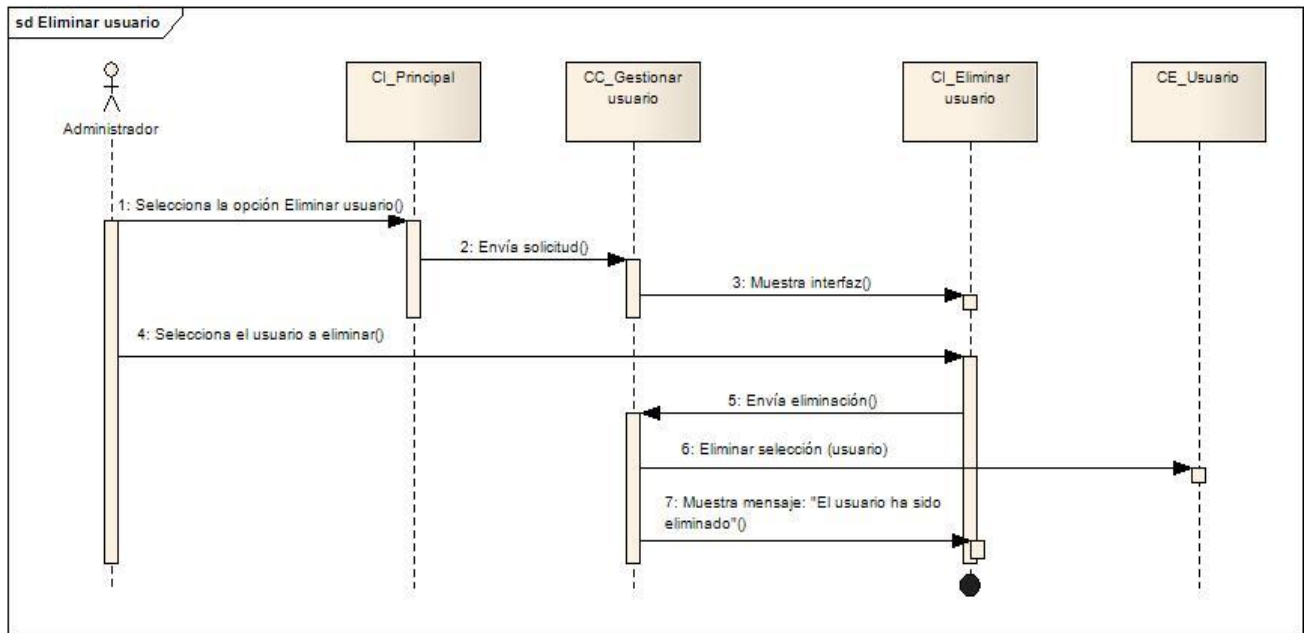 sd Eliminar usuario
Administrador
CI_Principal
CC_Gestionar
usuario
CI_Eliminar
usuario
CE_Usuario
1: Selecciona la opción Eliminar usuario()
2: Envía solicitud()
3: Muestra interfaz()
4: Selecciona el usuario a eliminar()
5: Envía eliminación()
6: Eliminar selección (usuario)
7: Muestra mensaje: "El usuario ha sido
eliminado"()